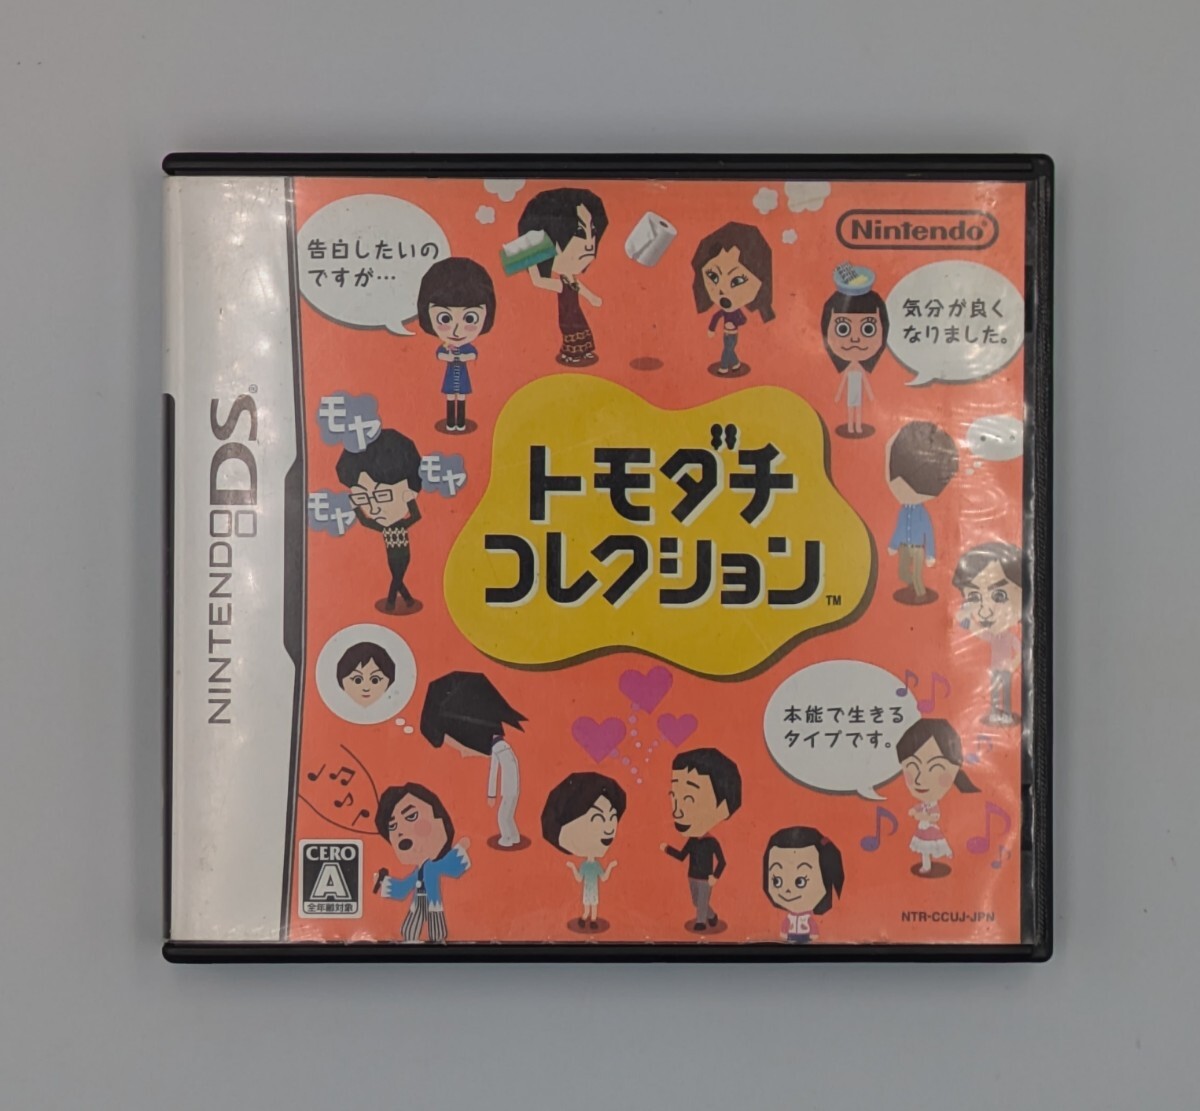 NINTENDO DS®
Nintendo®
告白したいの
ですが…
気分が良く
なりました。
モヤ
モヤ
モヤ
トモダチ
コレクション™
本能で生きる
タイプです。
CERO
A
全年齢対象
NTR-CCUJ-JPN